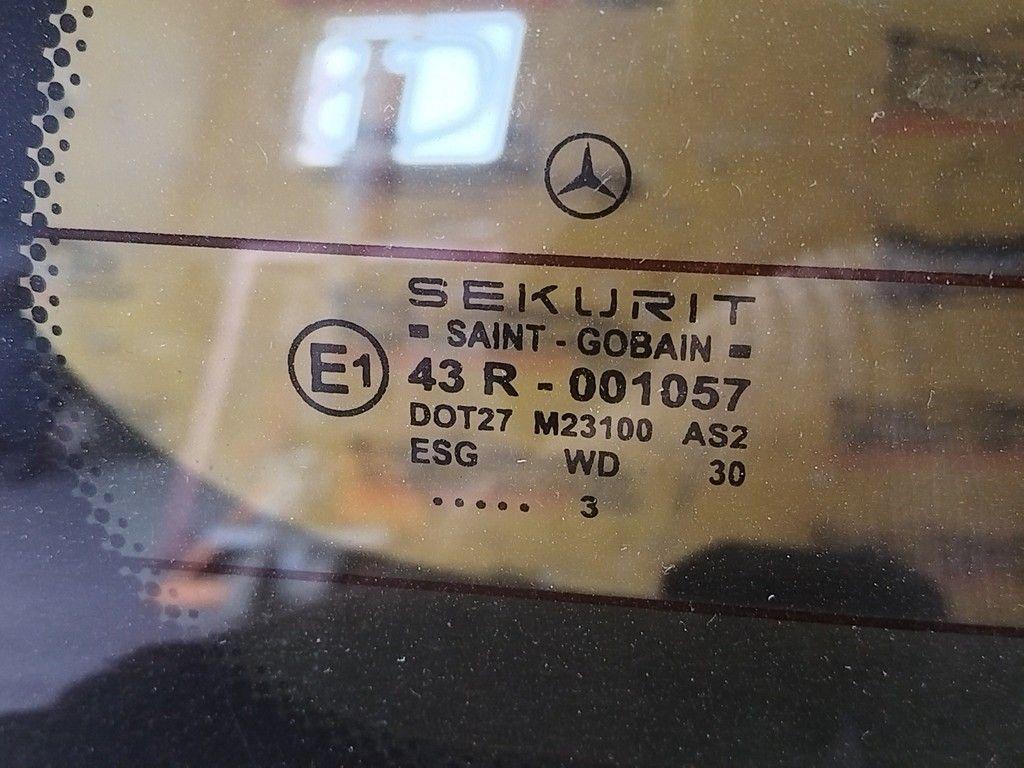 SEKURIT
SAINT - GOBAIN
E1
43 R - 001057
DOT27 M23100 AS2
ESG WD 30
..... 3